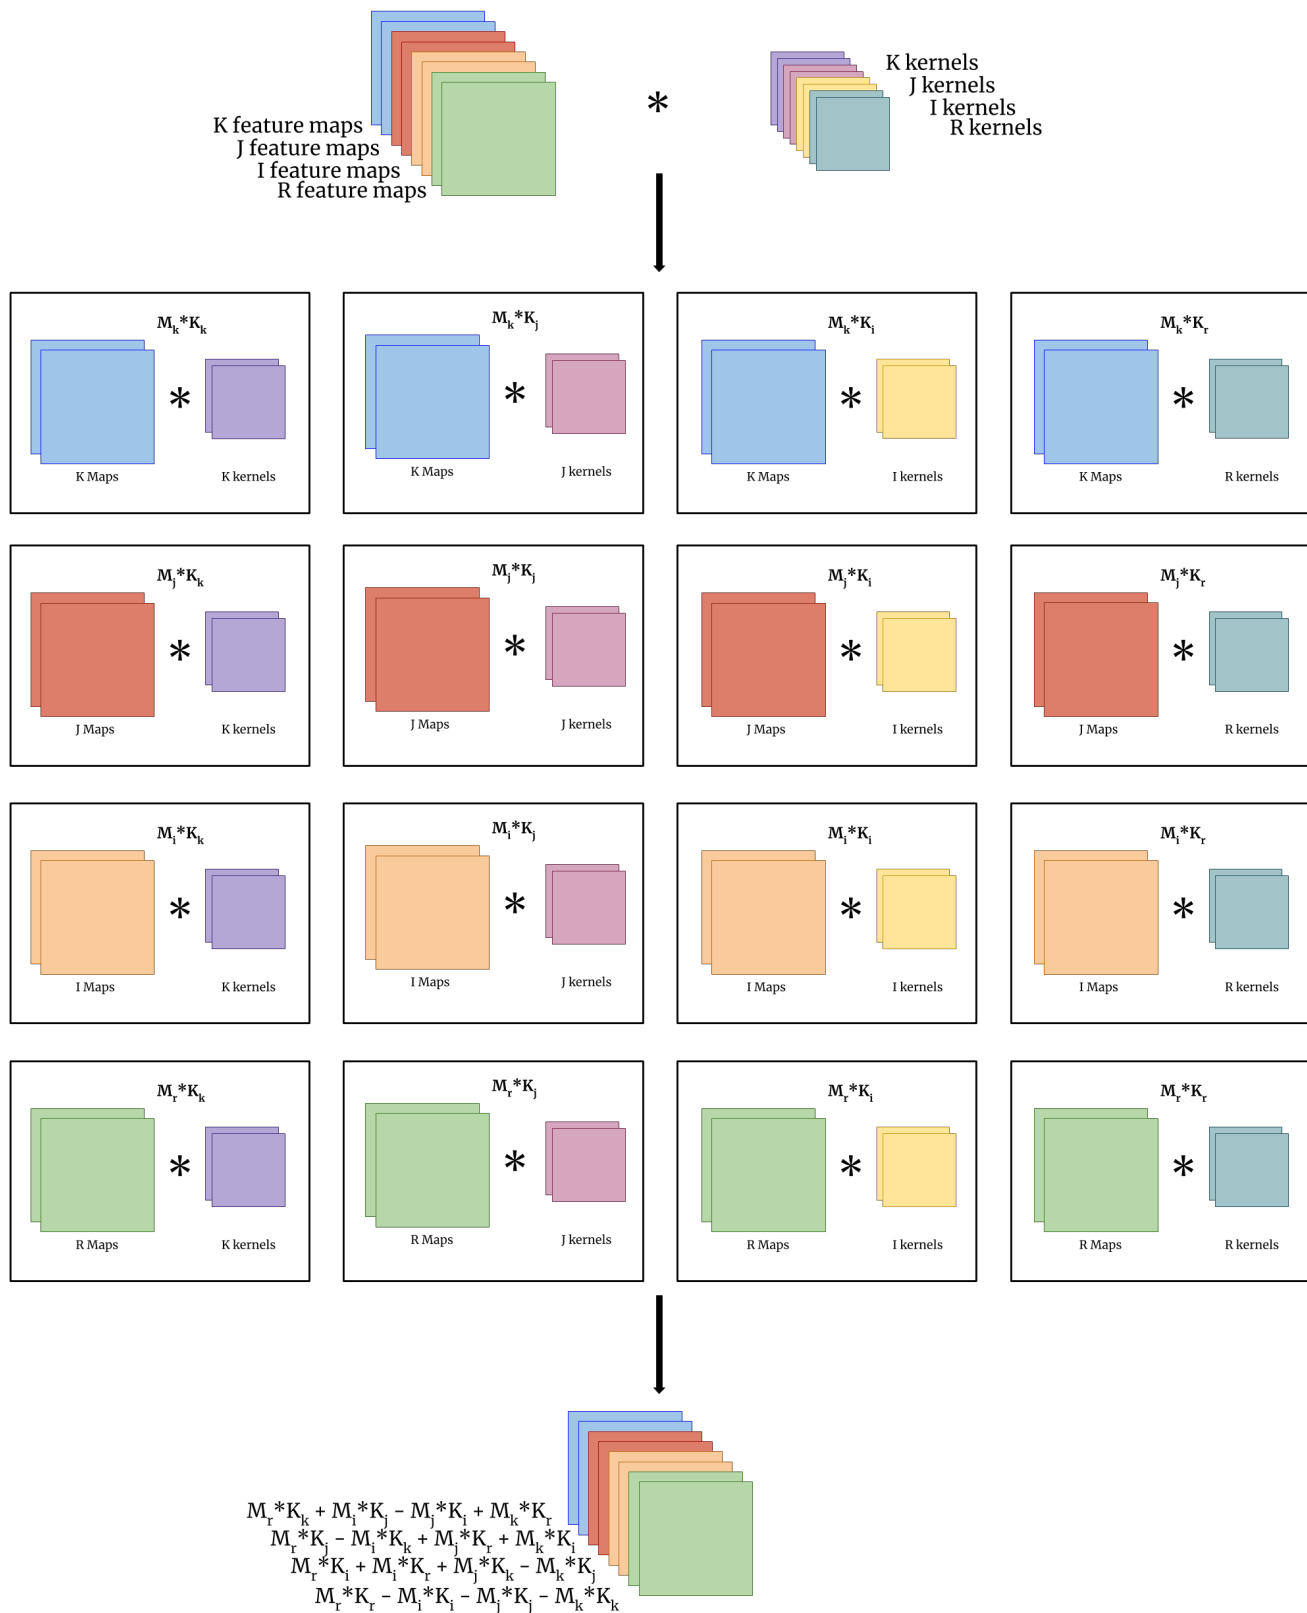 K kernels
J kernels
I kernels
R kernels
*
K feature maps
J feature maps
I feature maps
R feature maps
M_k*K_k
*
K Maps
K kernels
M_k*K_j
*
K Maps
J kernels
M_k*K_i
*
K Maps
I kernels
M_k*K_r
*
K Maps
R kernels
M_j*K_k
*
J Maps
K kernels
M_j*K_j
*
J Maps
J kernels
M_j*K_i
*
J Maps
I kernels
M_j*K_r
*
J Maps
R kernels
M_i*K_k
*
I Maps
K kernels
M_i*K_j
*
I Maps
J kernels
M_i*K_i
*
I Maps
I kernels
M_i*K_r
*
I Maps
R kernels
M_r*K_k
*
R Maps
K kernels
M_r*K_j
*
R Maps
J kernels
M_r*K_i
*
R Maps
I kernels
M_r*K_r
*
R Maps
R kernels
M_r*K_k + M_i*K_j - M_j*K_i + M_k*K_r
M_r*K_j - M_i*K_k + M_j*K_r + M_k*K_i
M_r*K_i + M_i*K_r + M_j*K_k - M_k*K_j
M_r*K_r - M_i*K_i - M_j*K_j - M_k*K_k